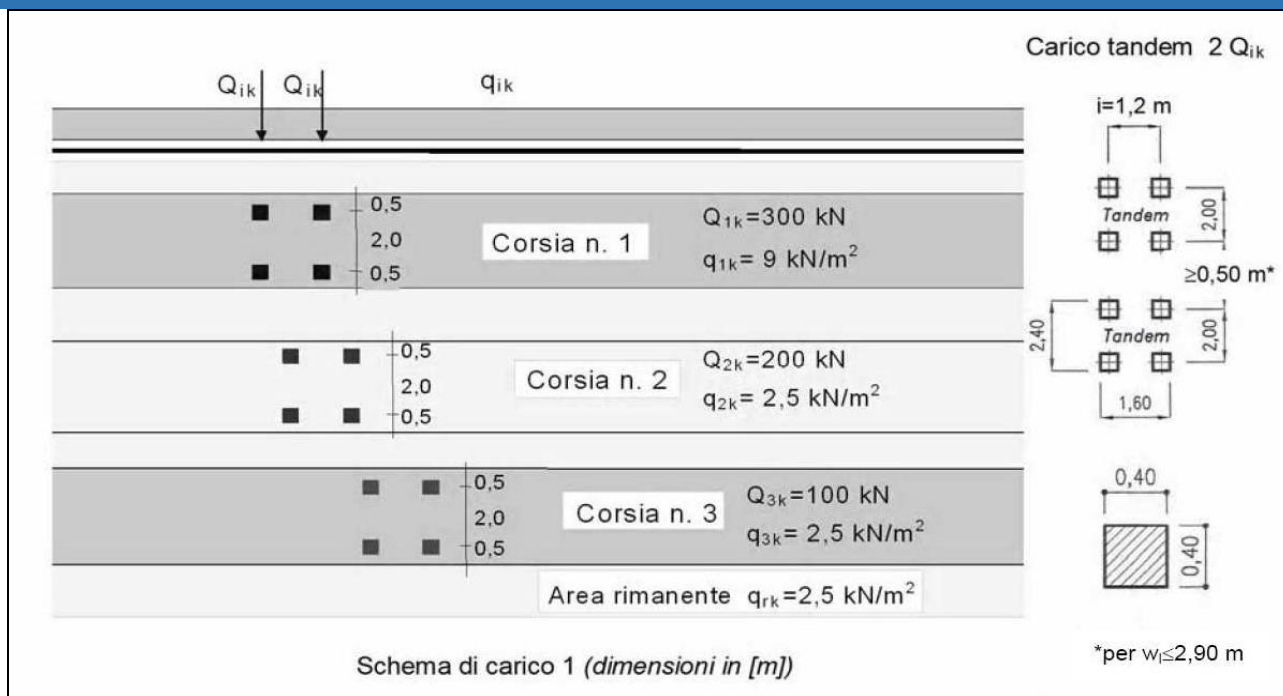 Carico tandem 2 Qik
Qik Qik qik
i=1,2 m
0,5
2,0
0,5
Corsia n. 1
Q1k=300 kN
q1k= 9 kN/m²
Tandem
2,00
≥0,50 m*
0,5
2,0
0,5
Corsia n. 2
Q2k=200 kN
q2k= 2,5 kN/m²
2,40
Tandem
2,00
1,60
0,5
2,0
0,5
Corsia n. 3
Q3k=100 kN
q3k= 2,5 kN/m²
0,40
0,40
Area rimanente qrk=2,5 kN/m²
Schema di carico 1 (dimensioni in [m])
*per wl≤2,90 m